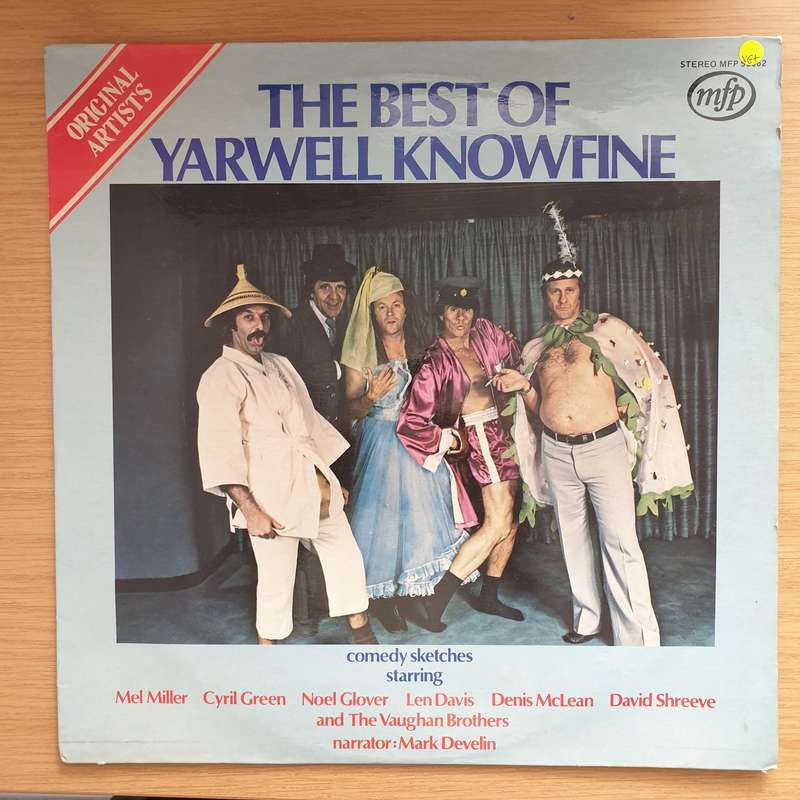 ORIGINAL
ARTISTS
STEREO MFP
mfp
THE BEST OF
YARWELL KNOWFINE
comedy sketches
starring
Mel Miller Cyril Green Noel Glover Len Davis Denis McLean David Shreeve
and The Vaughan Brothers
narrator: Mark Develin